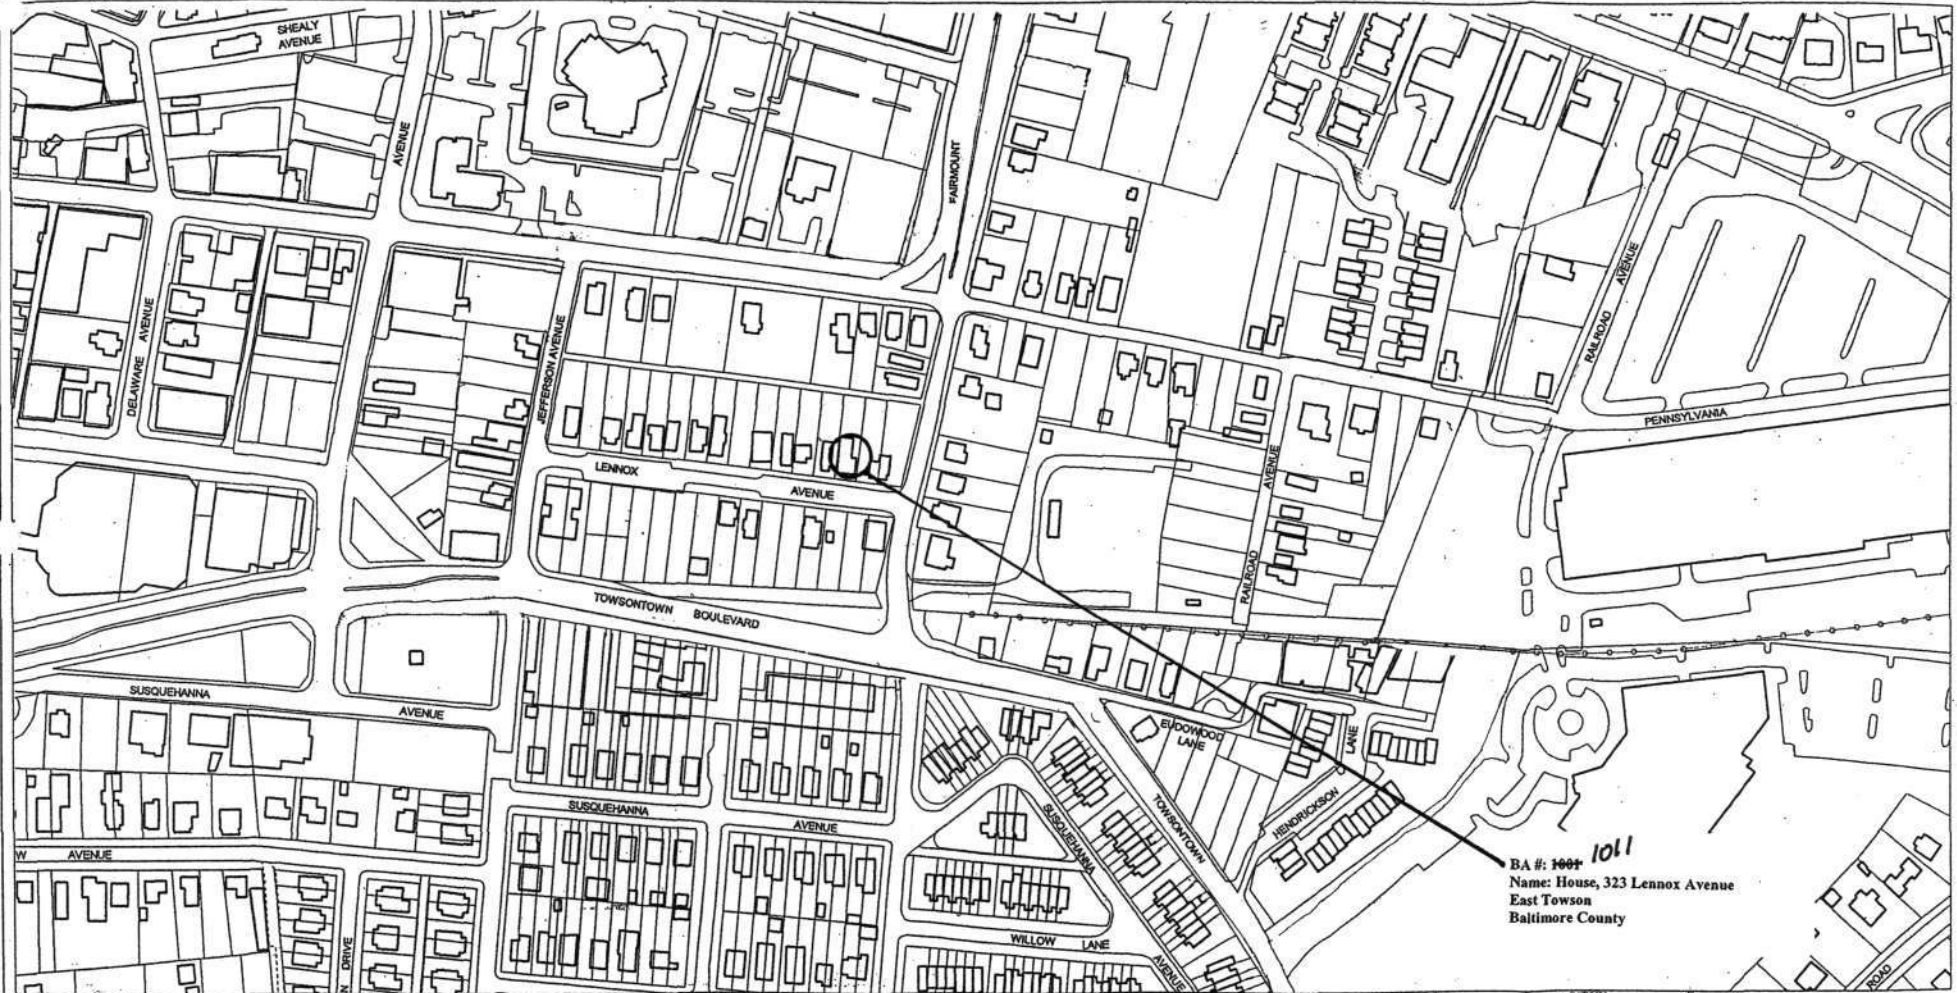 SHEALY
AVENUE
AVENUE
FAIRMOUNT
DELAWARE AVENUE
JEFFERSON AVENUE
RAILROAD AVENUE
PENNSYLVANIA
LENNOX
AVENUE
AVENUE
RAILROAD
TOWSONTOWN BOULEVARD
SUSQUEHANNA
AVENUE
EUDOWOOD
LANE
LANE
SUSQUEHANNA
AVENUE
SUSQUEHANNA
TOWSONTOWN
HENDRICKSON
W AVENUE
BA #: 1001 1011
Name: House, 323 Lennox Avenue
East Towson
Baltimore County
WILLOW LANE
N DRIVE
AVENUE
ROAD